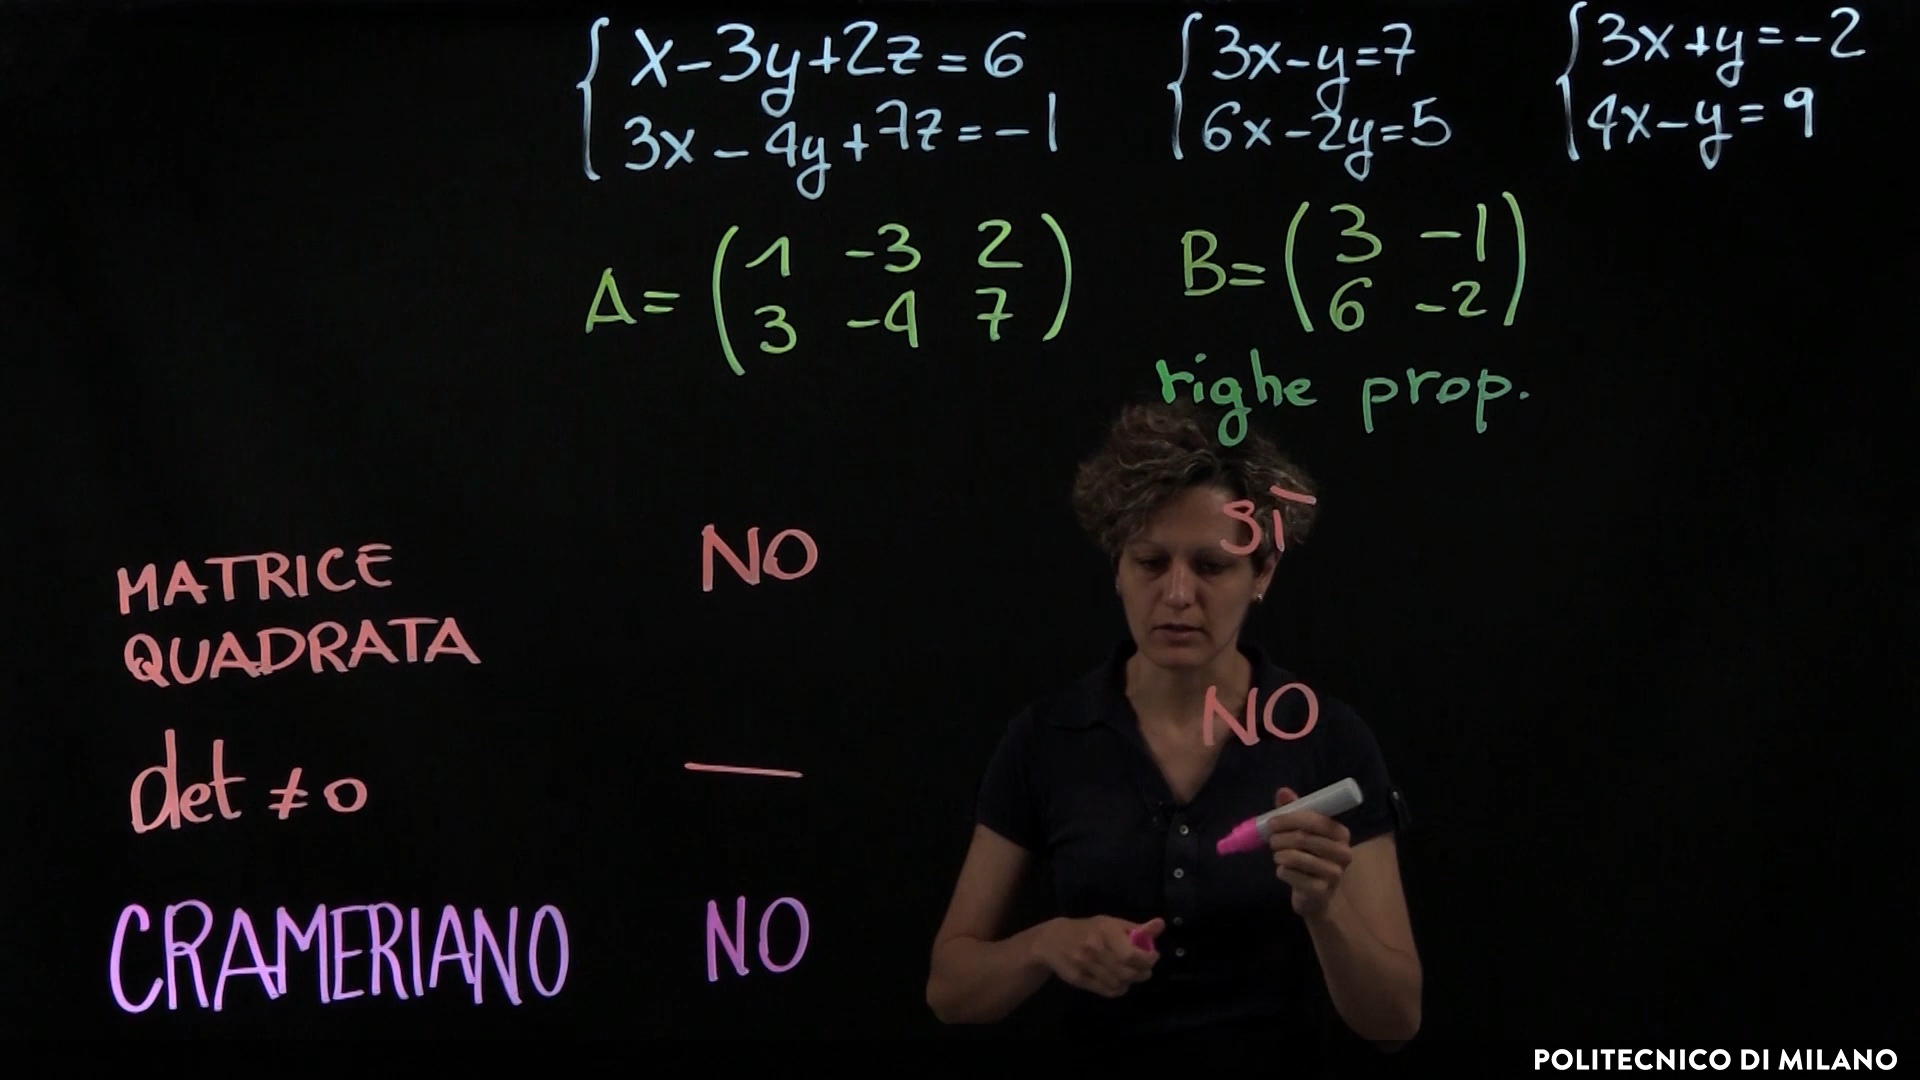 x-3y+2z=6
3x-4y+7z=-1
3x-y=7
6x-2y=5
3x+y=-2
4x-y=9
A= (1 -3 2
3 -4 7)
B= (3 -1
6 -2)
righe prop.
MATRICE
QUADRATA
NO
SĪ
det ≠ 0
—
NO
CRAMERIANO
NO
POLITECNICO DI MILANO